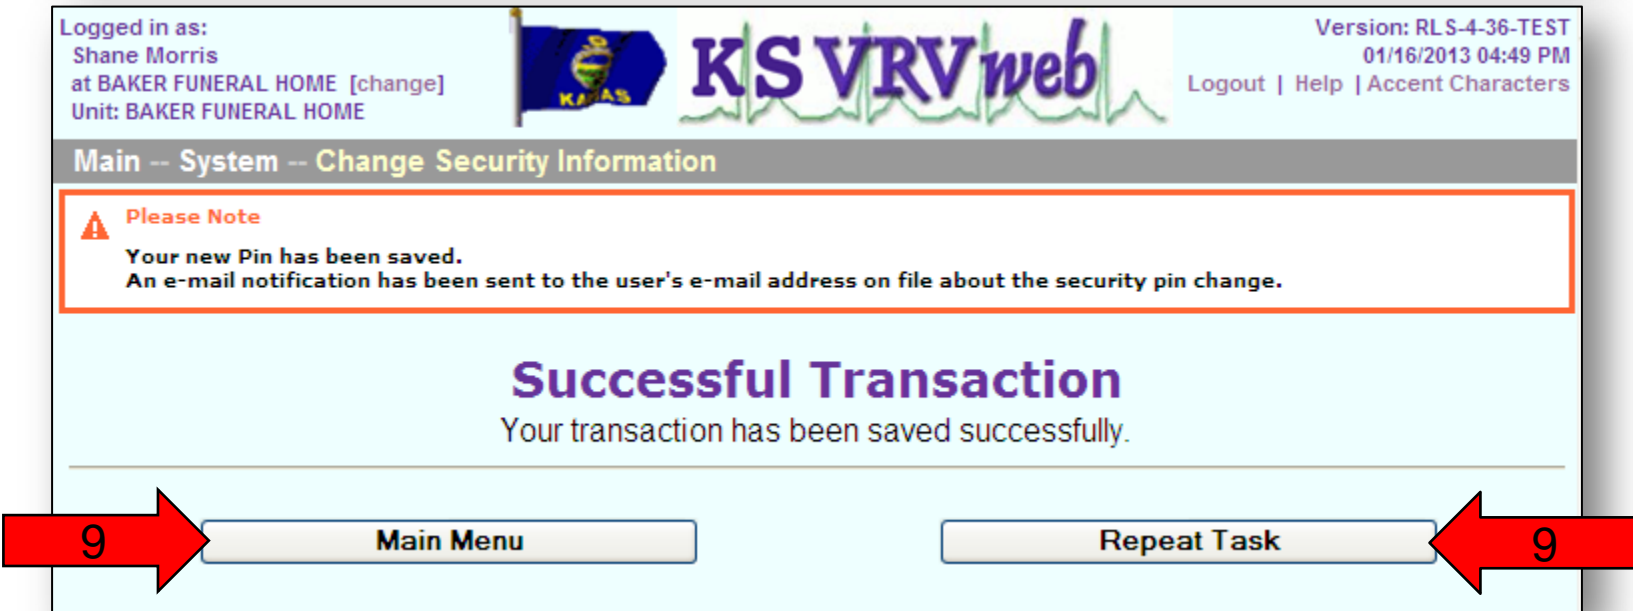 Logged in as:
Shane Morris
at BAKER FUNERAL HOME [change]
Unit: BAKER FUNERAL HOME
KANSAS
KS VRV web
Version: RLS-4-36-TEST
01/16/2013 04:49 PM
Logout | Help | Accent Characters
Main -- System -- Change Security Information
Please Note
Your new Pin has been saved.
An e-mail notification has been sent to the user's e-mail address on file about the security pin change.
Successful Transaction
Your transaction has been saved successfully.
9 Main Menu Repeat Task 9